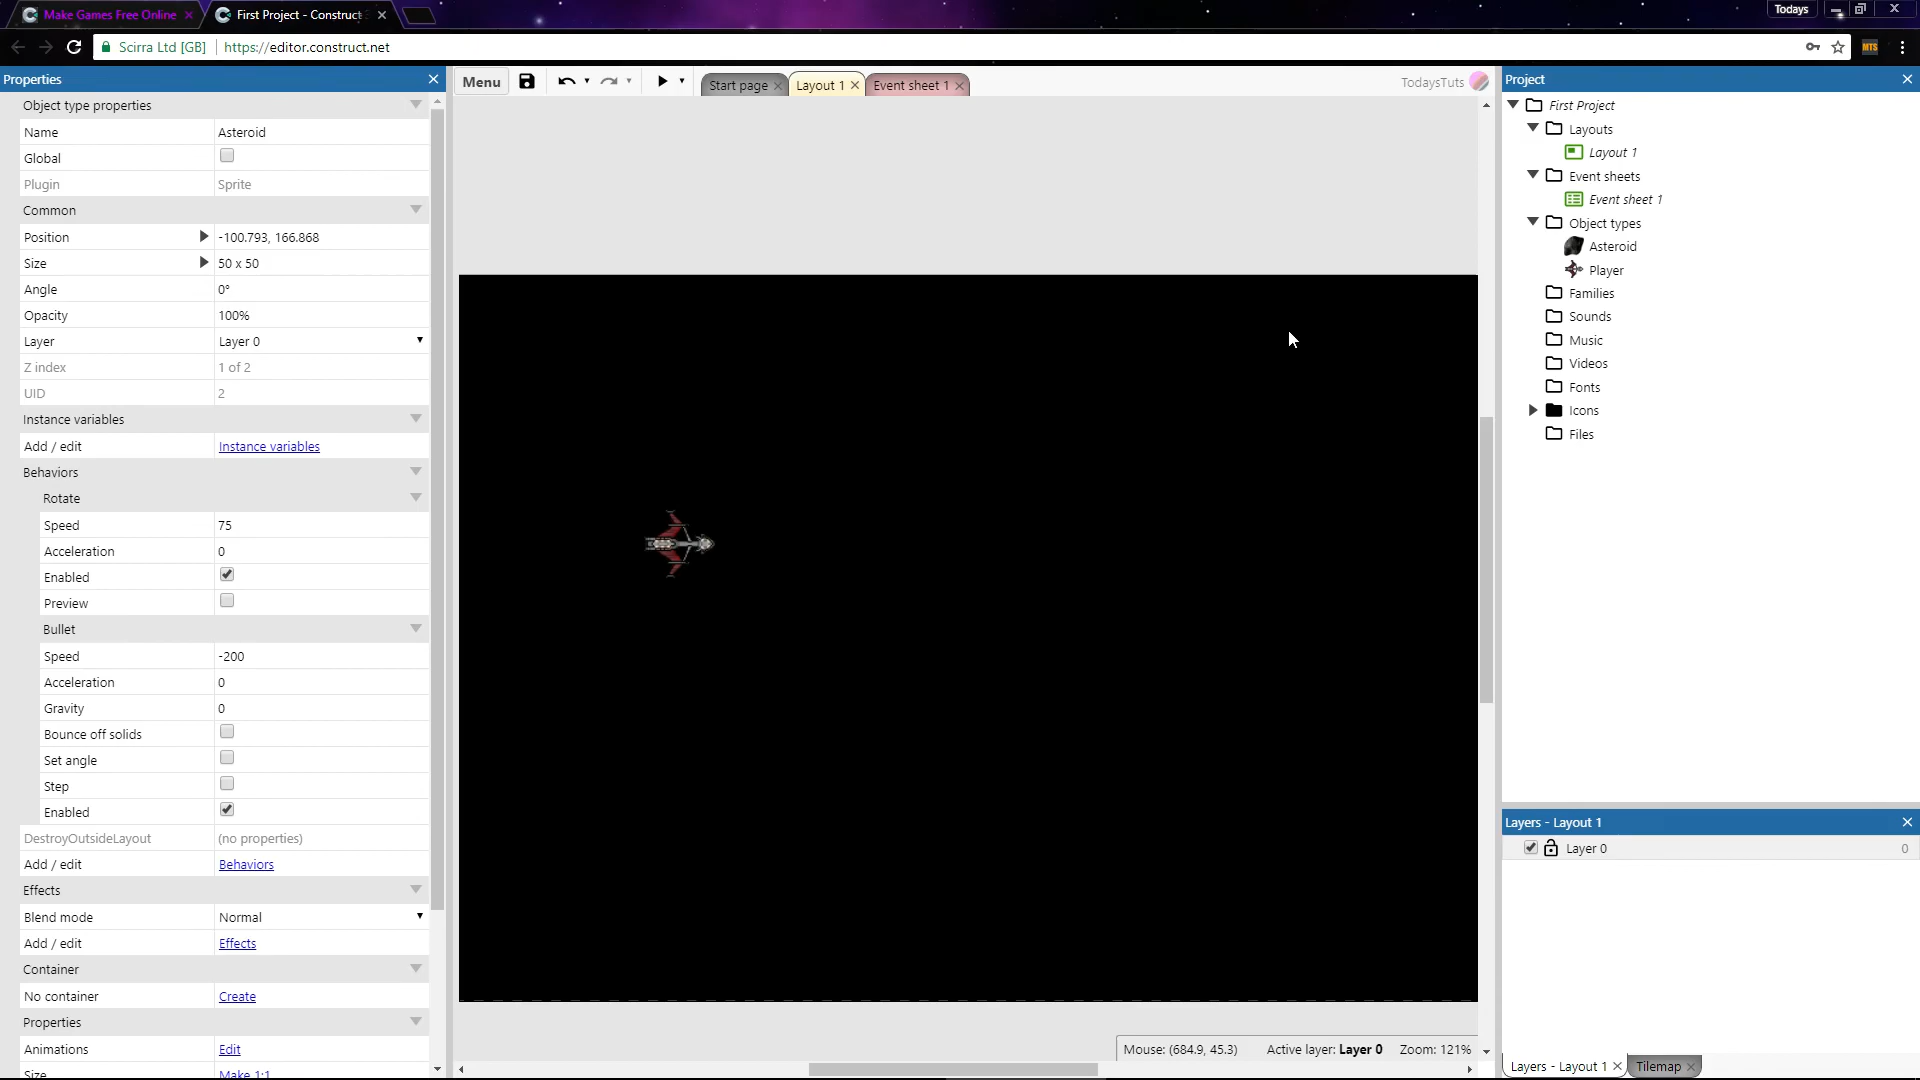 Make Games Free Online
First Project - Construct
Todays
Scirra Ltd [GB]
https://editor.construct.net
MTS
Properties
Menu
Start page
Layout 1
Event sheet 1
TodaysTuts
Project
Object type properties
Name Asteroid
Global
Plugin Sprite
Common
Position -100.793, 166.868
Size 50 x 50
Angle 0°
Opacity 100%
Layer Layer 0
Z index 1 of 2
UID 2
Instance variables
Add / edit Instance variables
Behaviors
Rotate
Speed 75
Acceleration 0
Enabled
Preview
Bullet
Speed -200
Acceleration 0
Gravity 0
Bounce off solids
Set angle
Step
Enabled
DestroyOutsideLayout (no properties)
Add / edit Behaviors
Effects
Blend mode Normal
Add / edit Effects
Container
No container Create
Properties
Animations Edit
Size Make 1:1
Mouse: (684.9, 45.3) Active layer: Layer 0 Zoom: 121%
First Project
Layouts
Layout 1
Event sheets
Event sheet 1
Object types
Asteroid
Player
Families
Sounds
Music
Videos
Fonts
Icons
Files
Layers - Layout 1
Layer 0 0
Layers - Layout 1
Tilemap